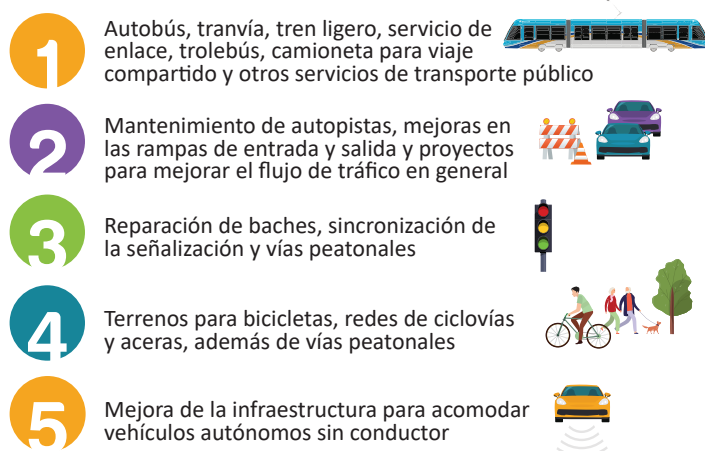 1
Autobús, tranvía, tren ligero, servicio de
enlace, trolebús, camioneta para viaje
compartido y otros servicios de transporte público
2
Mantenimiento de autopistas, mejoras en
las rampas de entrada y salida y proyectos
para mejorar el flujo de tráfico en general
3
Reparación de baches, sincronización de
la señalización y vías peatonales
4
Terrenos para bicicletas, redes de ciclovías
y aceras, además de vías peatonales
5
Mejora de la infraestructura para acomodar
vehículos autónomos sin conductor